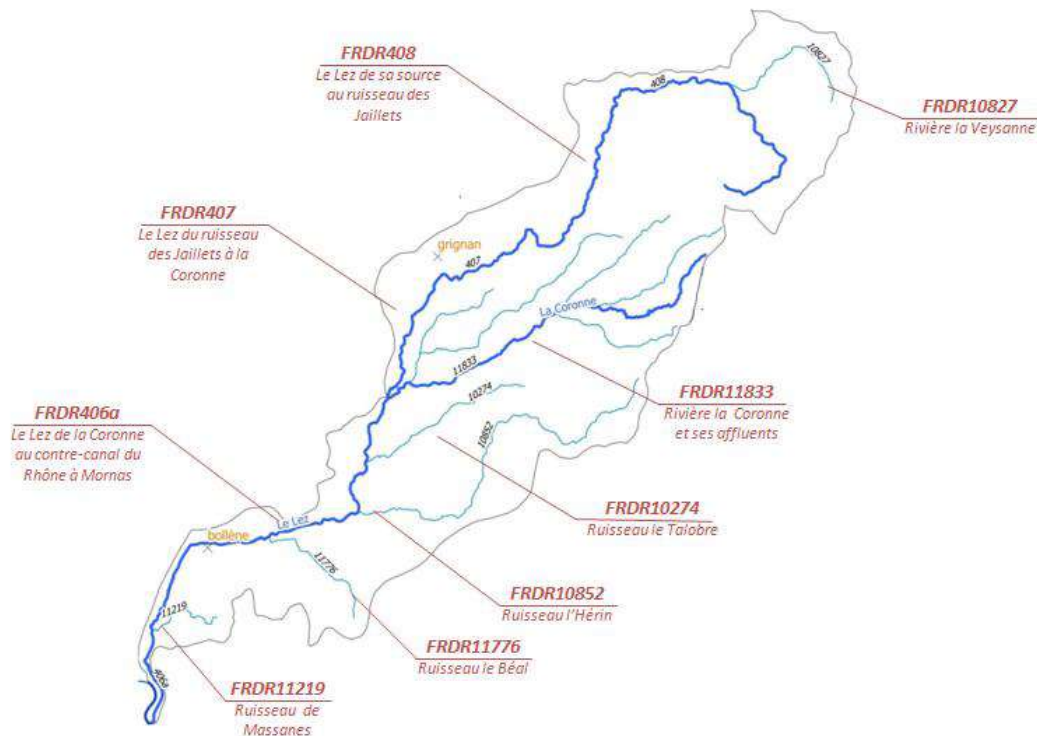 FRDR408
Le Lez de sa source
au ruisseau des
Jaillets
408
10827
FRDR10827
Rivière la Veysanne
FRDR407
Le Lez du ruisseau
des Jaillets à la
Coronne
grignan
407
La Coronne
11833
FRDR11833
Rivière la Coronne
et ses affluents
10274
10852
FRDR406a
Le Lez de la Coronne
au contre-canal du
Rhône à Mornas
FRDR10274
Ruisseau le Talobre
Le Lez
bollène
11776
FRDR10852
Ruisseau l'Hérin
11219
FRDR11776
Ruisseau le Béal
406a
FRDR11219
Ruisseau de
Massanes